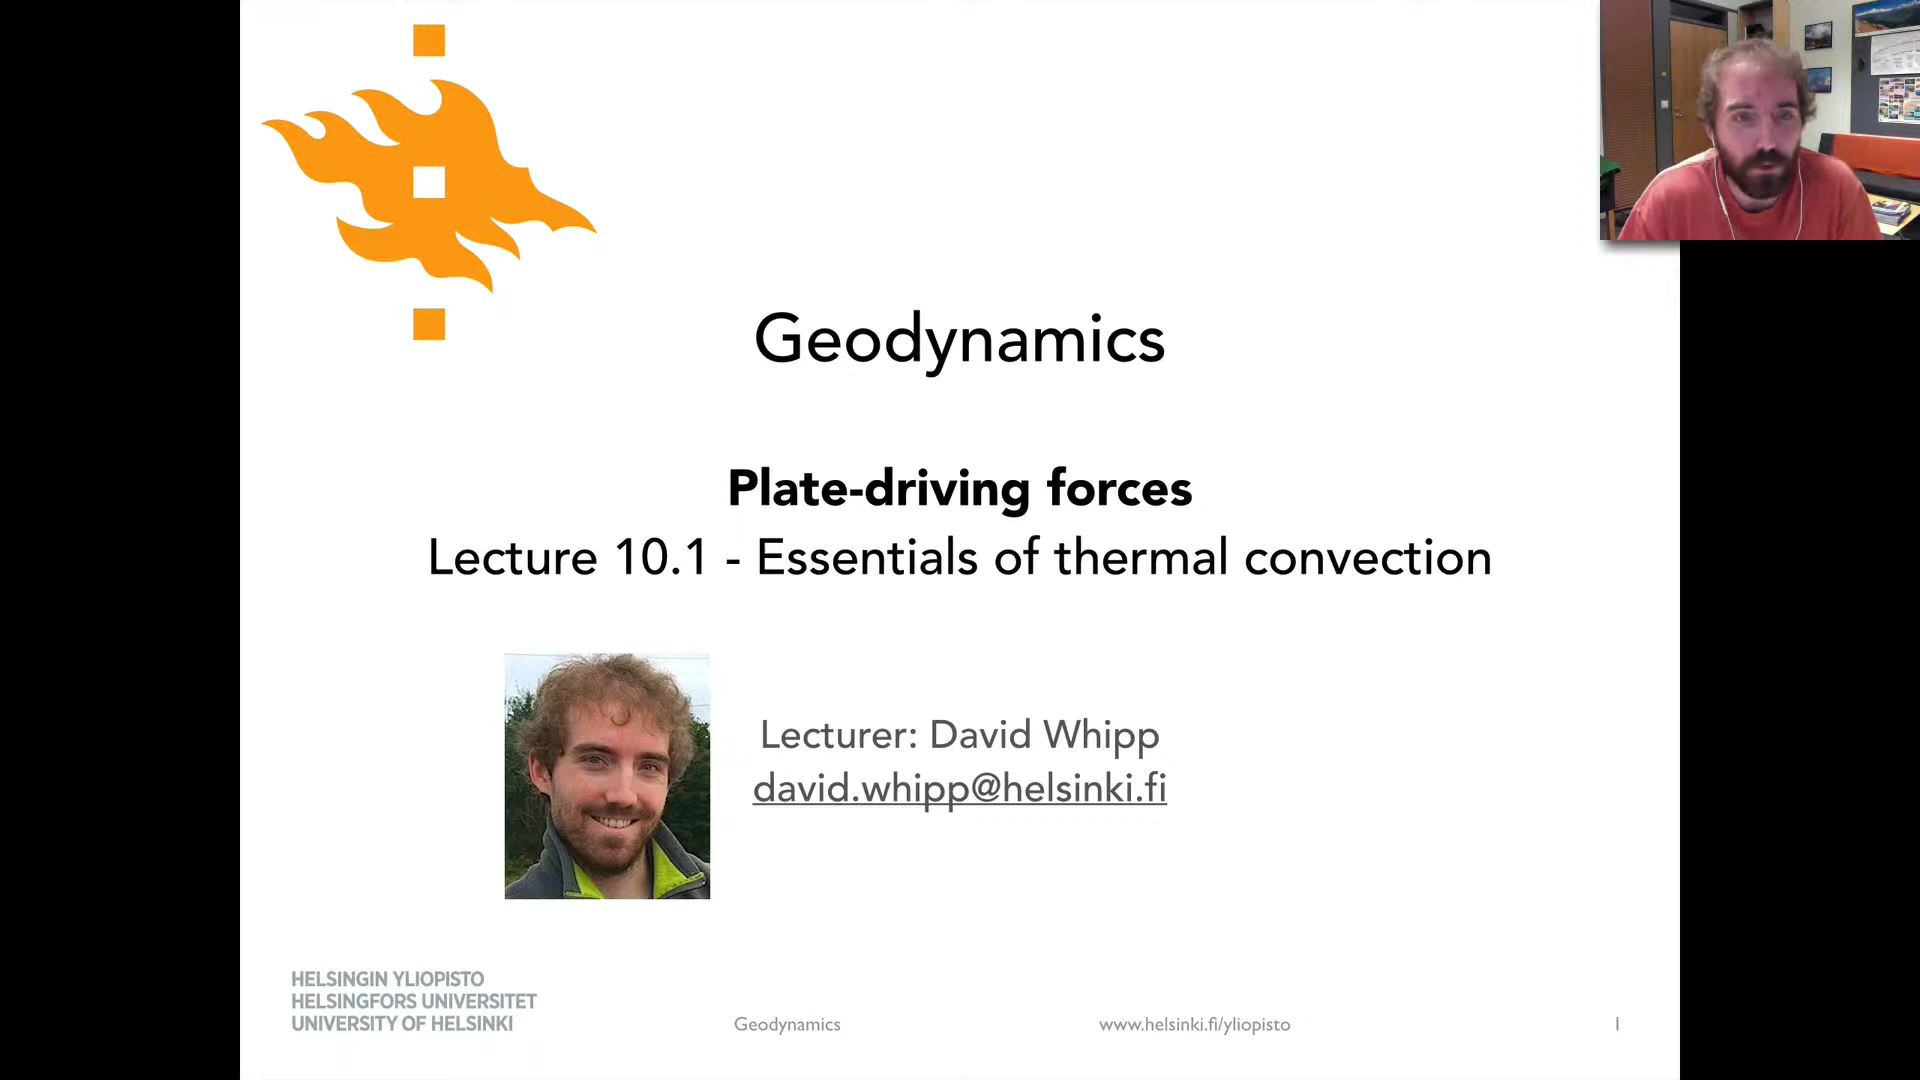 Geodynamics
Plate-driving forces
Lecture 10.1 - Essentials of thermal convection
Lecturer: David Whipp
david.whipp@helsinki.fi
HELSINGIN YLIOPISTO
HELSINGFORS UNIVERSITET
UNIVERSITY OF HELSINKI
Geodynamics
www.helsinki.fi/yliopisto
1